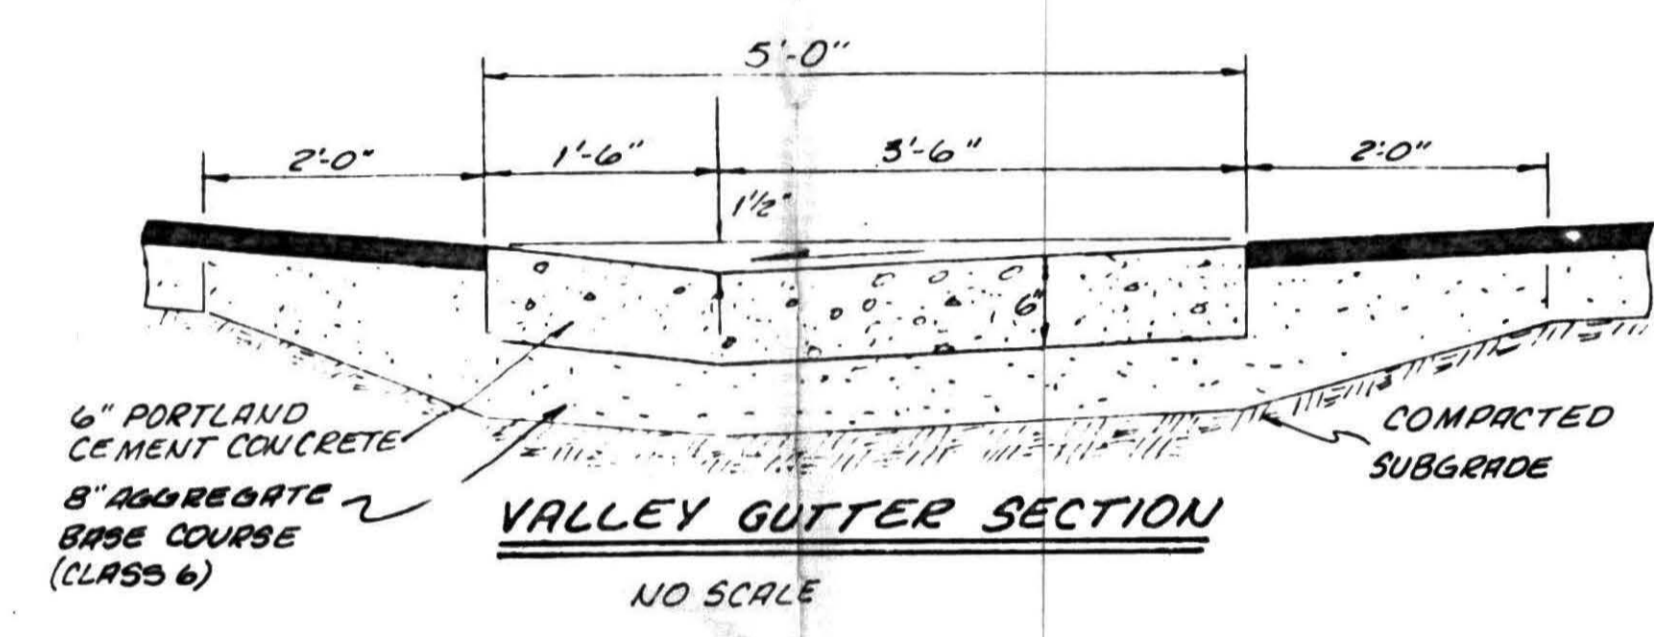 5'-0"
2'-0"
1'-6"
3'-6"
2'-0"
1½"
6"
6" PORTLAND
CEMENT CONCRETE
8" AGGREGATE
BASE COURSE
(CLASS 6)
COMPACTED
SUBGRADE
VALLEY GUTTER SECTION
NO SCALE